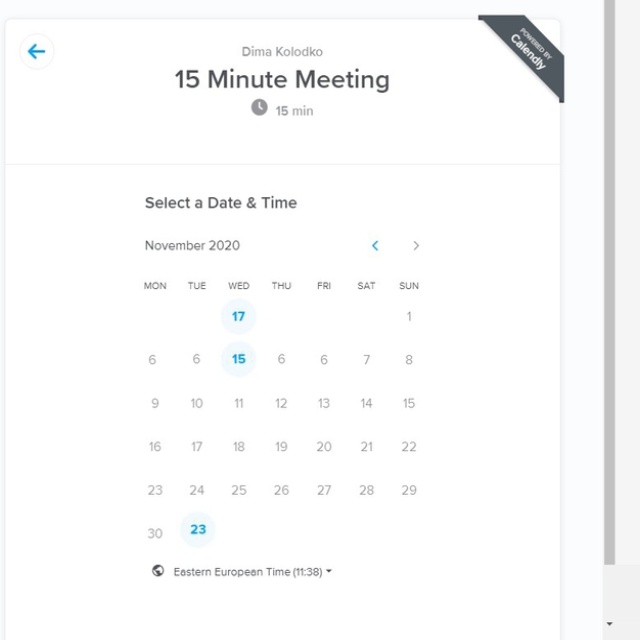 Dima Kolodko
15 Minute Meeting
15 min
POWERED BY
Calendly
Select a Date & Time
November 2020
MON TUE WED THU FRI SAT SUN
17 1
6 6 15 6 6 7 8
9 10 11 12 13 14 15
16 17 18 19 20 21 22
23 24 25 26 27 28 29
30 23
Eastern European Time (11:38)